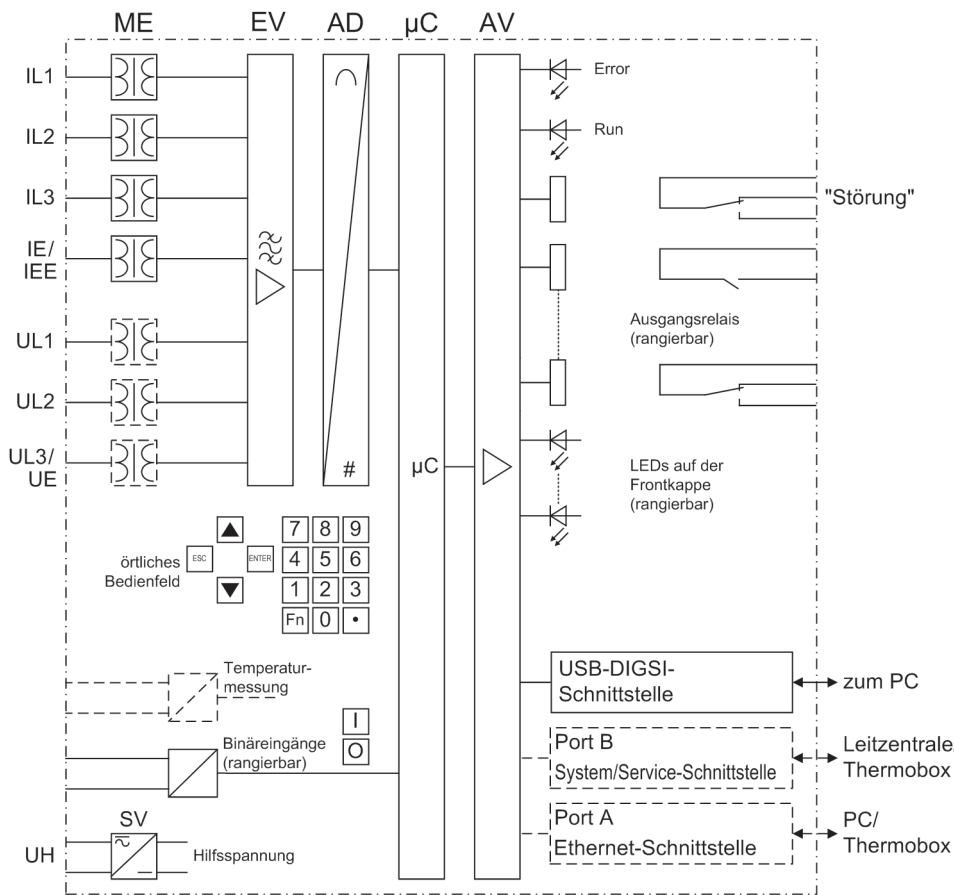 ME EV AD µC AV
IL1
IL2
IL3
IE/
IEE
UL1
UL2
UL3/
UE
#
µC
Error
Run
"Störung"
Ausgangsrelais
(rangierbar)
LEDs auf der
Frontkappe
(rangierbar)
örtliches
Bedienfeld
ESC
ENTER
7 8 9
4 5 6
1 2 3
Fn 0 •
Temperatur-
messung
I
O
Binäreingänge
(rangierbar)
SV
UH
Hilfsspannung
USB-DIGSI-
Schnittstelle
zum PC
Port B
System/Service-Schnittstelle
Leitzentrale
Thermobox
Port A
Ethernet-Schnittstelle
PC/
Thermobox